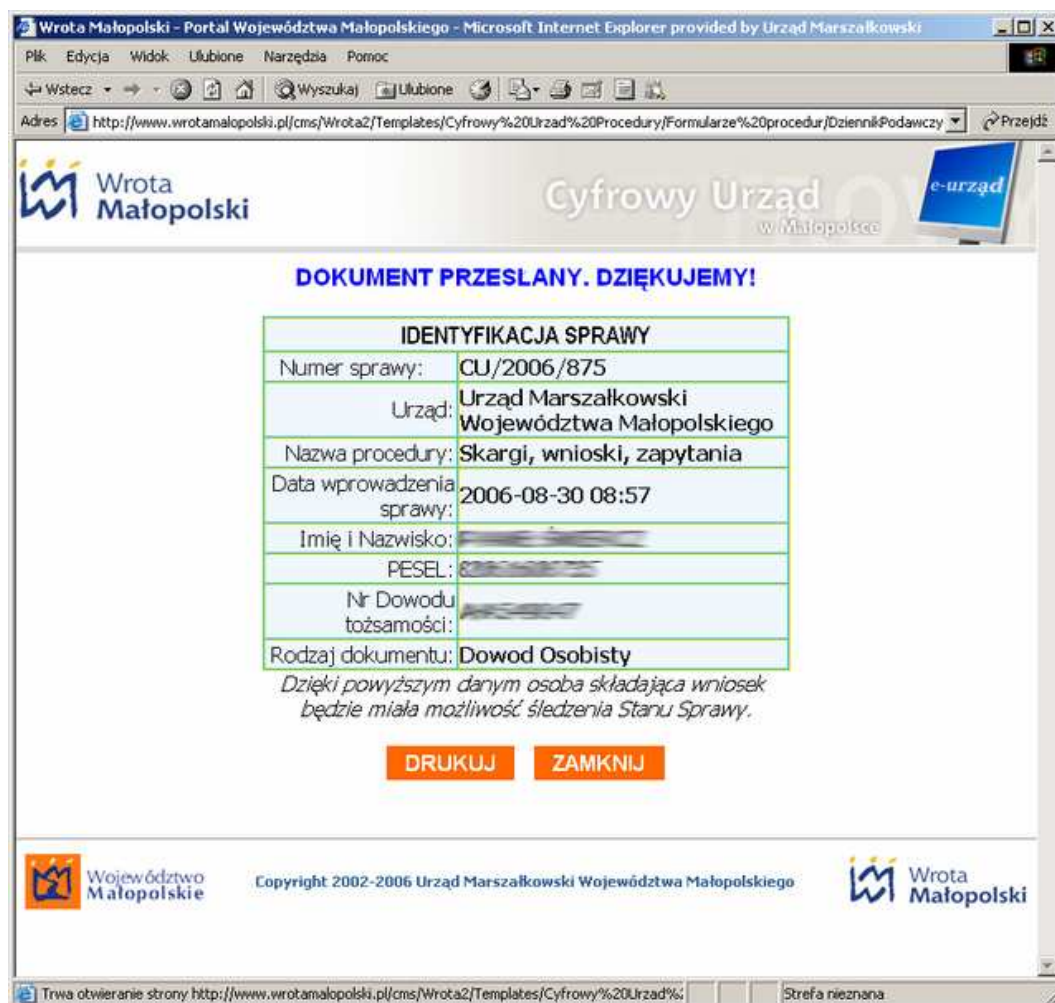 Wrota Małopolski - Portal Województwa Małopolskiego - Microsoft Internet Explorer provided by Urząd Marszałkowski
Plik Edycja Widok Ulubione Narzędzia Pomoc
Wstecz Wyszukaj Ulubione
Adres http://www.wrotamalopolski.pl/cms/Wrota2/Templates/Cyfrowy%20Urzad%20Procedury/Formularze%20procedur/DziennikPodawczy Przejdź
Wrota
Małopolski
Cyfrowy Urząd
w Małopolsce
e-urząd
DOKUMENT PRZESLANY. DZIĘKUJEMY!
IDENTYFIKACJA SPRAWY
Numer sprawy: CU/2006/875
Urząd: Urząd Marszałkowski
Województwa Małopolskiego
Nazwa procedury: Skargi, wnioski, zapytania
Data wprowadzenia
sprawy: 2006-08-30 08:57
Imię i Nazwisko:
PESEL:
Nr Dowodu
tożsamości:
Rodzaj dokumentu: Dowod Osobisty
Dzięki powyższym danym osoba składająca wniosek
będzie miała możliwość śledzenia Stanu Sprawy.
DRUKUJ ZAMKNIJ
Województwo
Małopolskie
Copyright 2002-2006 Urząd Marszałkowski Województwa Małopolskiego
Wrota
Małopolski
Trwa otwieranie strony http://www.wrotamalopolski.pl/cms/Wrota2/Templates/Cyfrowy%20Urzad%2 Strefa nieznana